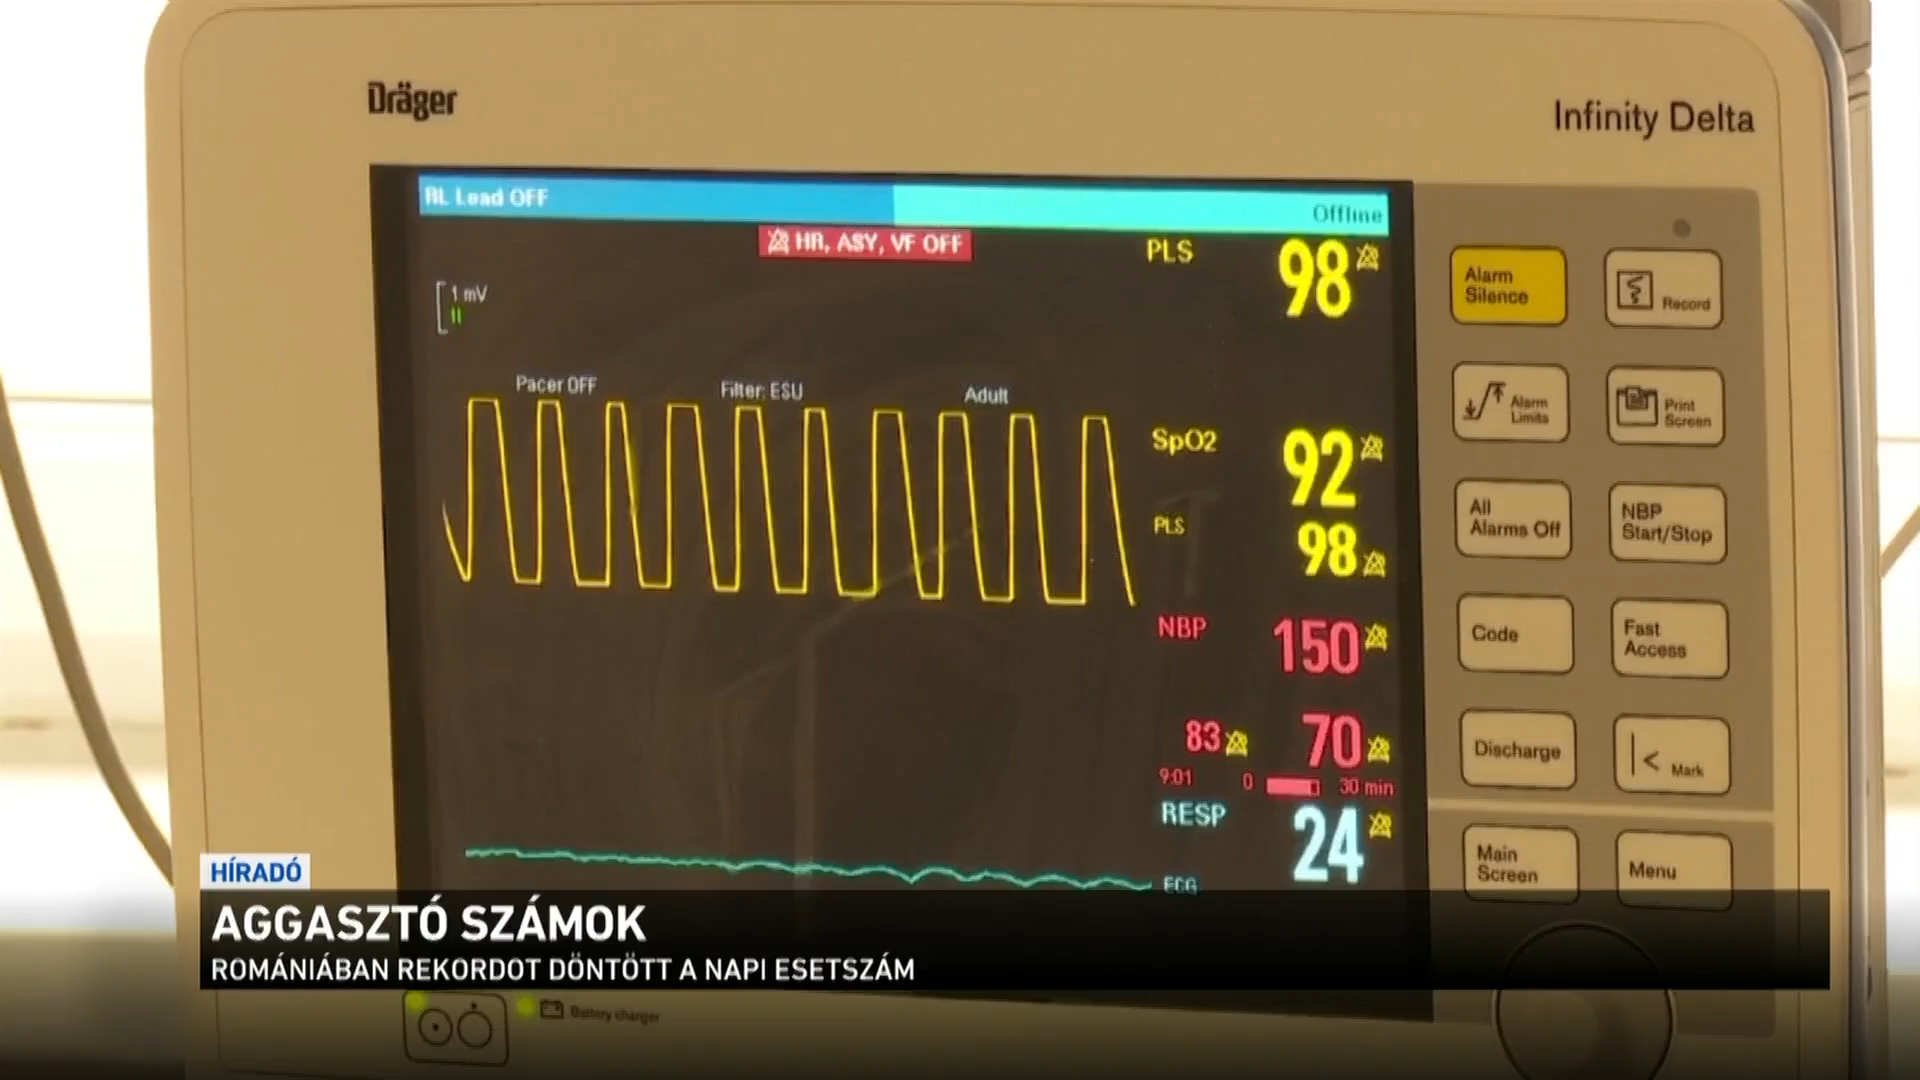 Dräger
Infinity Delta
RL Lead OFF
Offline
HR, ASY, VF OFF
PLS
98
1 mV
II
Pacer OFF
Filter: ESU
Adult
SpO2
92
PLS
98
NBP
150
83
70
9:01
0
30 min
RESP
24
ECG
Alarm
Silence
Record
Alarm
Limits
Print
Screen
All
Alarms Off
NBP
Start/Stop
Code
Fast
Access
Discharge
Mark
Main
Screen
Menu
HÍRADÓ
AGGASZTÓ SZÁMOK
ROMÁNIÁBAN REKORDOT DÖNTÖTT A NAPI ESETSZÁM
Battery charger